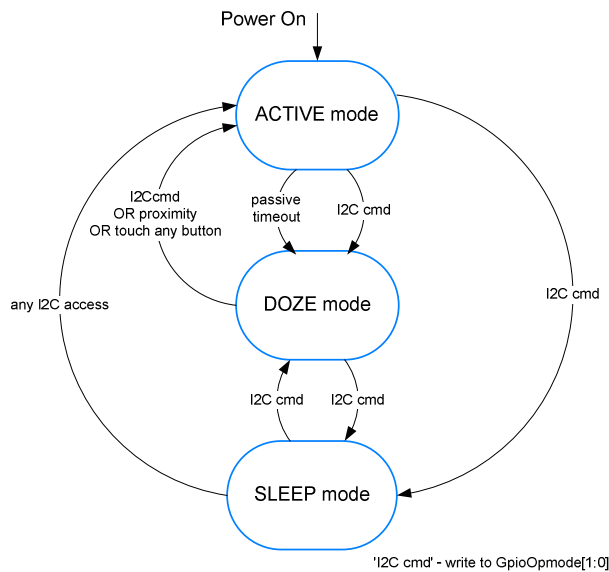 Power On
ACTIVE mode
I2Ccmd
OR proximity
OR touch any button
passive
timeout
I2C cmd
any I2C access
DOZE mode
I2C cmd
I2C cmd
I2C cmd
SLEEP mode
'I2C cmd' - write to GpioOpmode[1:0]